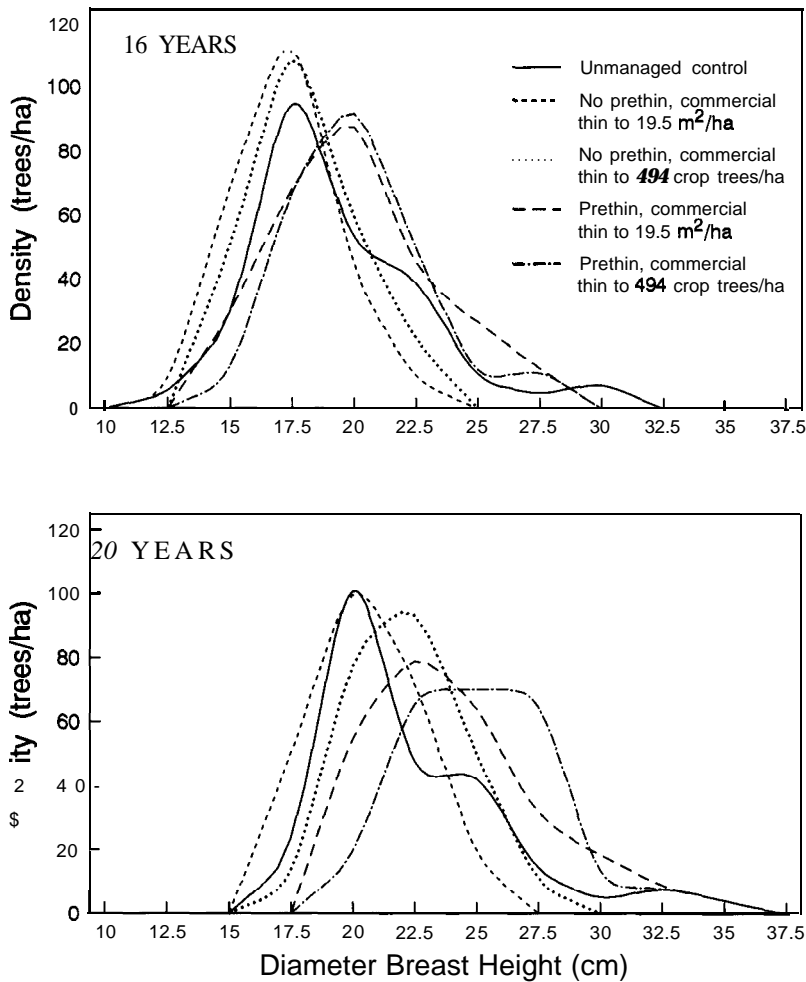 120
16 YEARS
100
80
60
40
20
0
Density (trees/ha)
Unmanaged control
No prethin, commercial
thin to 19.5 m²/ha
No prethin, commercial
thin to 494 crop trees/ha
Prethin, commercial
thin to 19.5 m²/ha
Prethin, commercial
thin to 494 crop trees/ha
10 12.5 15 17.5 20 22.5 25 27.5 30 32.5 35 37.5
120
20 YEARS
100
80
60
2 40-
$
20
0
ity (trees/ha)
10 12.5 15 17.5 20 22.5 25 27.5 30 32.5 35 37.5
Diameter Breast Height (cm)